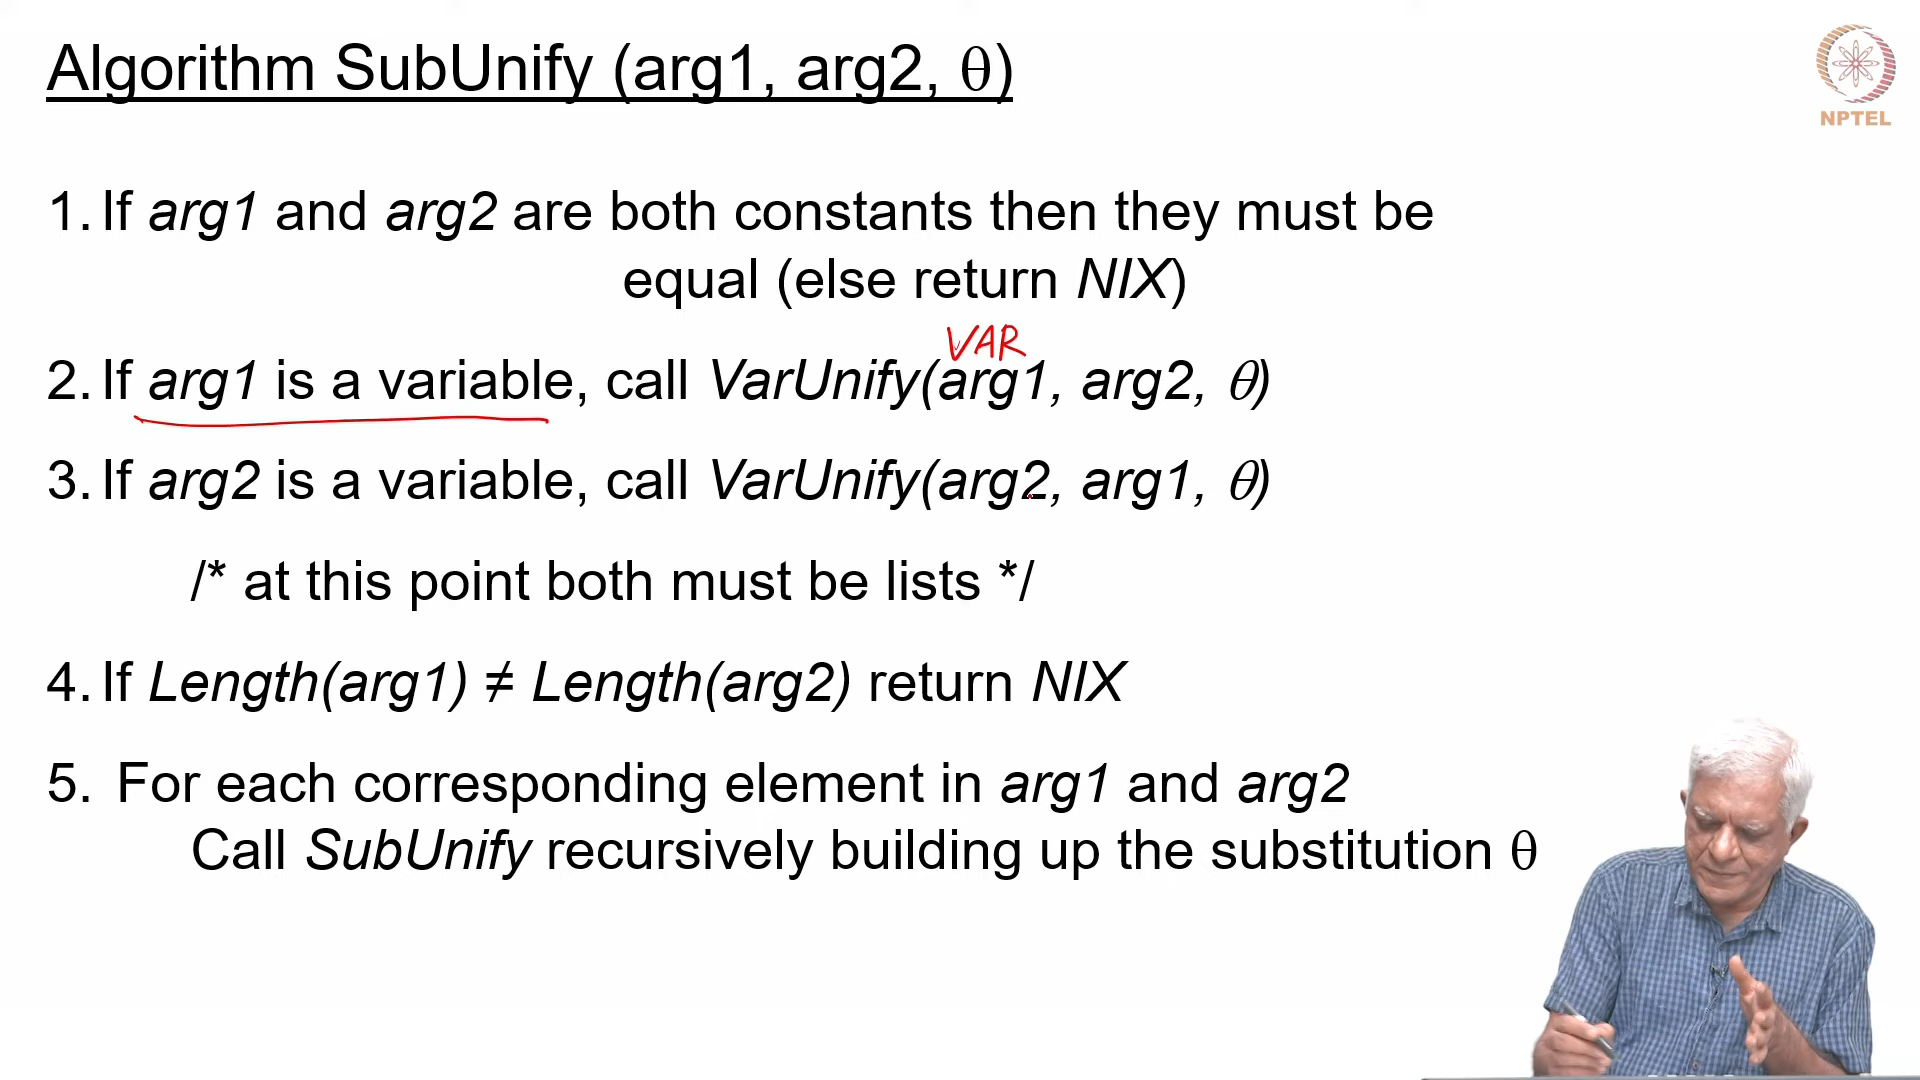 Algorithm SubUnify (arg1, arg2, θ)
NPTEL
1. If arg1 and arg2 are both constants then they must be
equal (else return NIX)
VAR
2. If arg1 is a variable, call VarUnify(arg1, arg2, θ)
3. If arg2 is a variable, call VarUnify(arg2, arg1, θ)
/* at this point both must be lists */
4. If Length(arg1) ≠ Length(arg2) return NIX
5. For each corresponding element in arg1 and arg2
Call SubUnify recursively building up the substitution θ